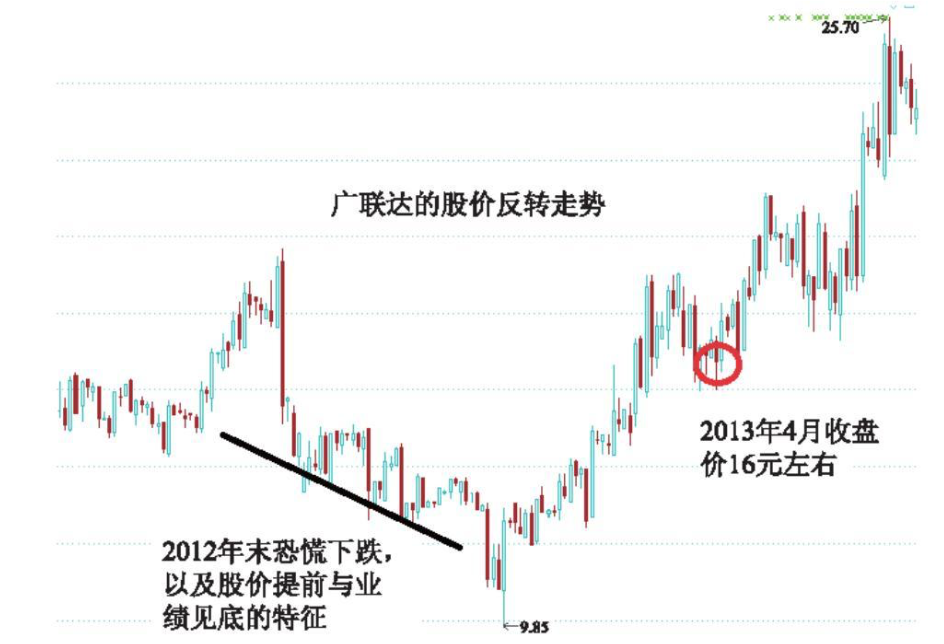 25.70
广联达的股价反转走势
2013年4月收盘
价16元左右
2012年末恐慌下跌，
以及股价提前与业
绩见底的特征
9.85